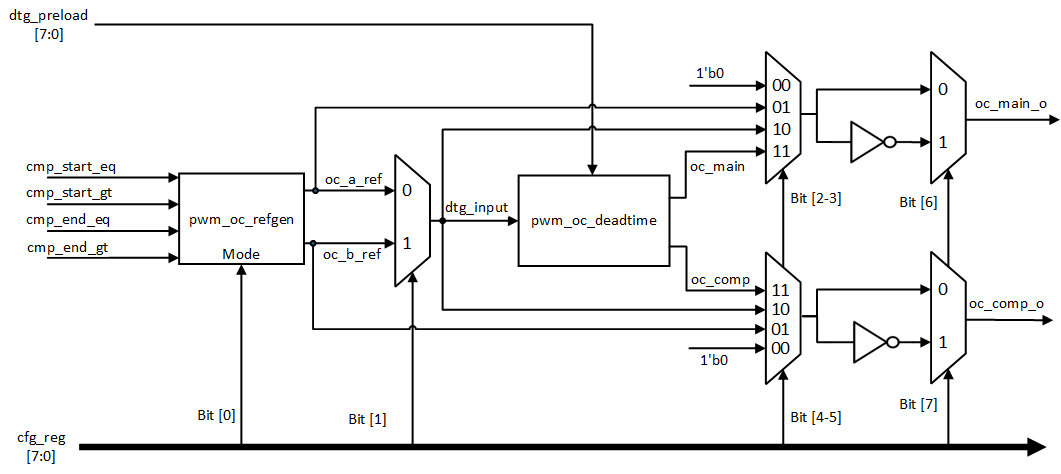 dtg_preload
[7:0]
1'b0
00
01
10
11
0
1
oc_main_o
cmp_start_eq
cmp_start_gt
cmp_end_eq
cmp_end_gt
pwm_oc_refgen
Mode
oc_a_ref
oc_b_ref
0
1
dtg_input
pwm_oc_deadtime
oc_main
oc_comp
Bit [2-3]
Bit [6]
11
10
01
00
1'b0
0
1
oc_comp_o
Bit [0]
Bit [1]
Bit [4-5]
Bit [7]
cfg_reg
[7:0]